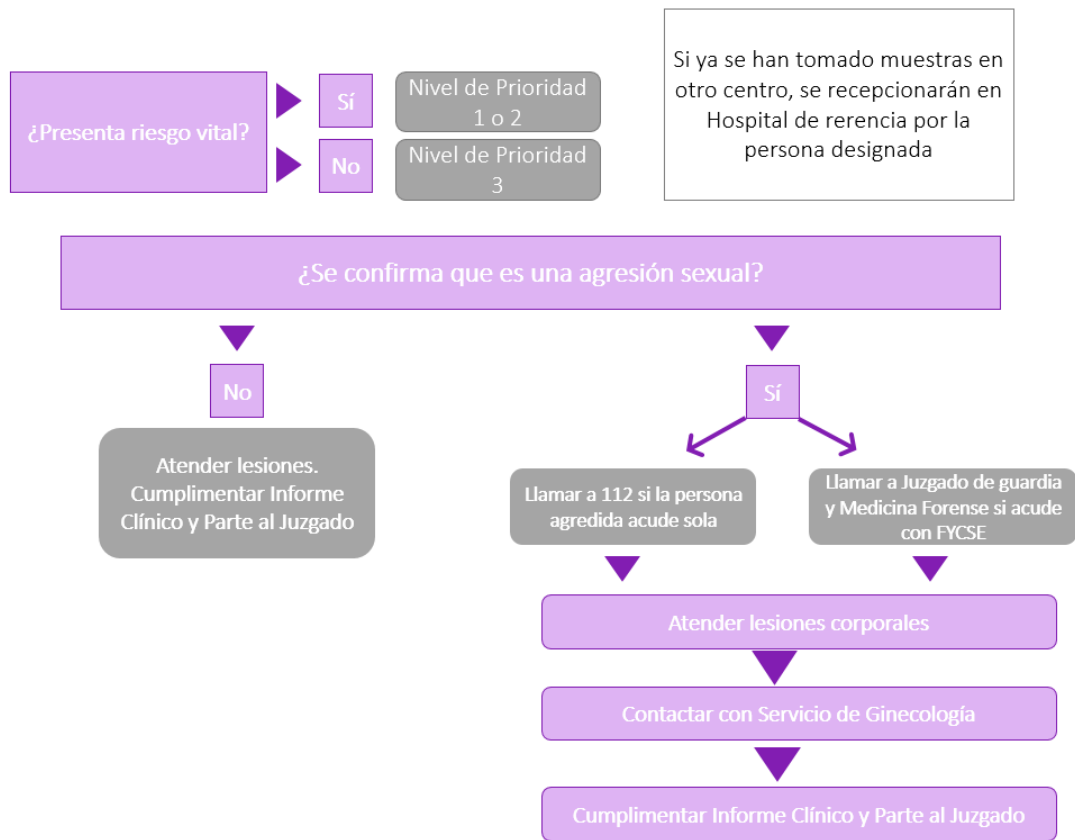 ¿Presenta riesgo vital?
Sí
Nivel de Prioridad
1 o 2
No
Nivel de Prioridad
3
Si ya se han tomado muestras en
otro centro, se recepcionarán en
Hospital de rerencia por la
persona designada
¿Se confirma que es una agresión sexual?
No
Sí
Atender lesiones.
Cumplimentar Informe
Clínico y Parte al Juzgado
Llamar a 112 si la persona
agredida acude sola
Llamar a Juzgado de guardia
y Medicina Forense si acude
con FYCSE
Atender lesiones corporales
Contactar con Servicio de Ginecología
Cumplimentar Informe Clínico y Parte al Juzgado